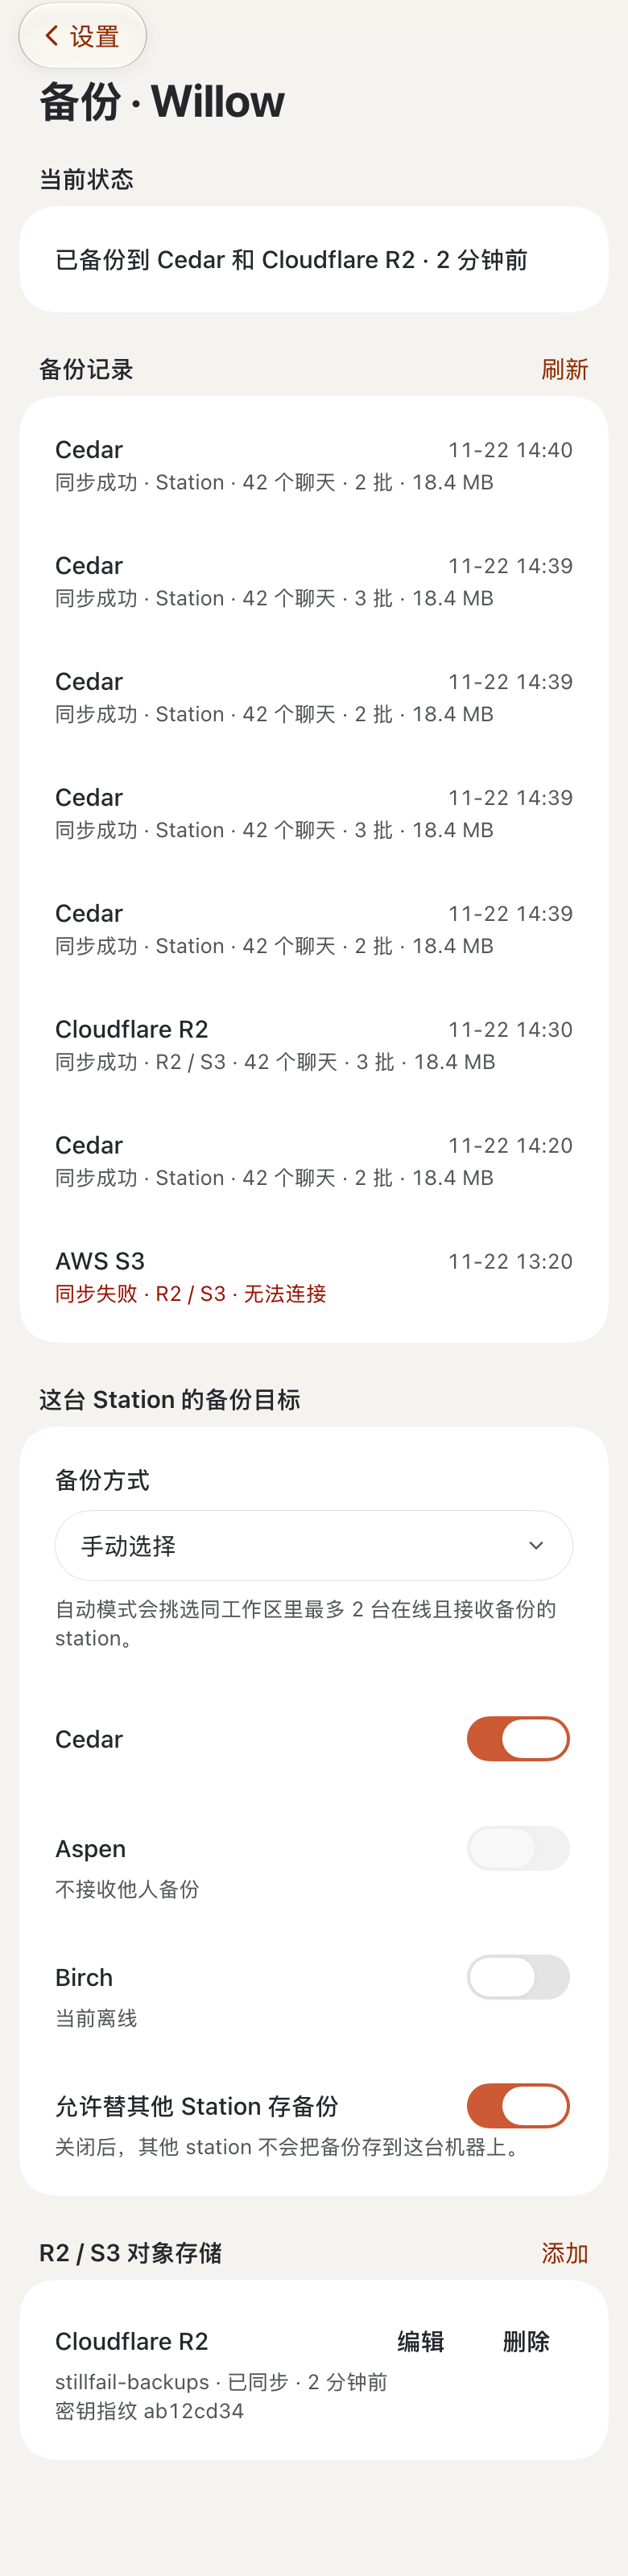 设置
备份 · Willow
当前状态
已备份到 Cedar 和 Cloudflare R2 · 2 分钟前
备份记录
刷新
Cedar
11-22 14:40
同步成功 · Station · 42 个聊天 · 2 批 · 18.4 MB
Cedar
11-22 14:39
同步成功 · Station · 42 个聊天 · 3 批 · 18.4 MB
Cedar
11-22 14:39
同步成功 · Station · 42 个聊天 · 2 批 · 18.4 MB
Cedar
11-22 14:39
同步成功 · Station · 42 个聊天 · 3 批 · 18.4 MB
Cedar
11-22 14:39
同步成功 · Station · 42 个聊天 · 2 批 · 18.4 MB
Cloudflare R2
11-22 14:30
同步成功 · R2 / S3 · 42 个聊天 · 3 批 · 18.4 MB
Cedar
11-22 14:20
同步成功 · Station · 42 个聊天 · 2 批 · 18.4 MB
AWS S3
11-22 13:20
同步失败 · R2 / S3 · 无法连接
这台 Station 的备份目标
备份方式
手动选择
自动模式会挑选同工作区里最多 2 台在线且接收备份的
station。
Cedar
Aspen
不接收他人备份
Birch
当前离线
允许替其他 Station 存备份
关闭后，其他 station 不会把备份存到这台机器上。
R2 / S3 对象存储
添加
Cloudflare R2
编辑
删除
stillfail-backups · 已同步 · 2 分钟前
密钥指纹 ab12cd34